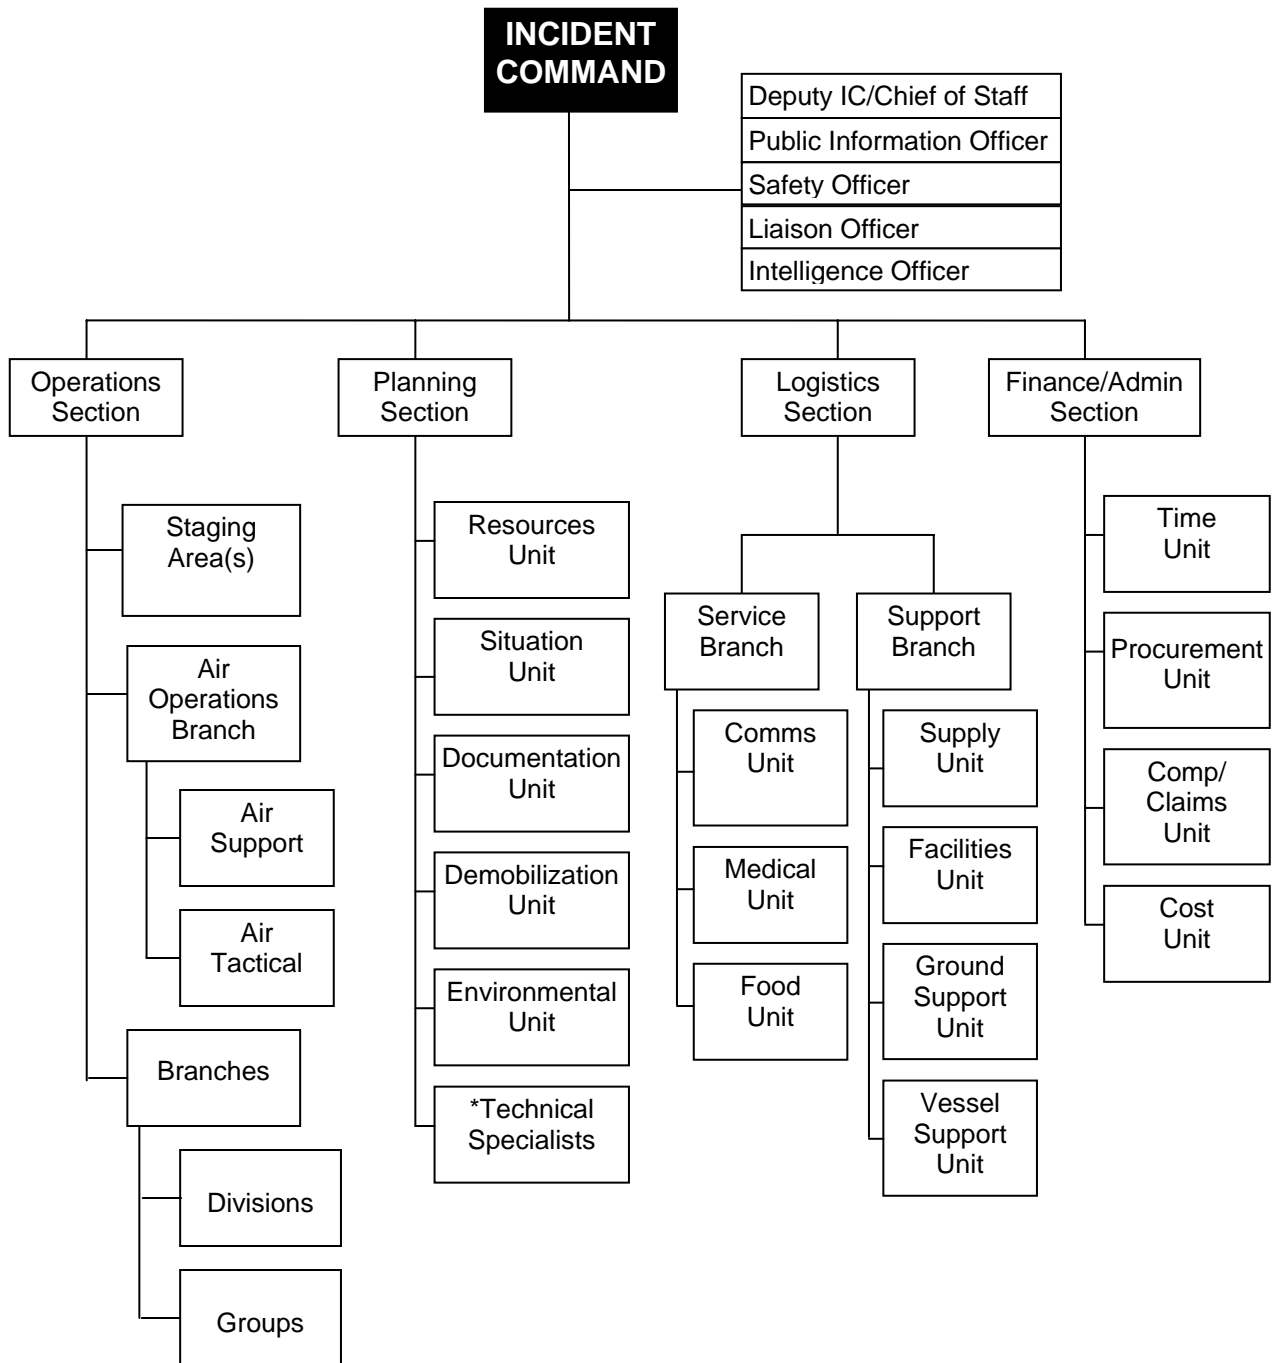 INCIDENT
COMMAND
Deputy IC/Chief of Staff
Public Information Officer
Safety Officer
Liaison Officer
Intelligence Officer
Operations
Section
Planning
Section
Logistics
Section
Finance/Admin
Section
Staging
Area(s)
Air
Operations
Branch
Air
Support
Air
Tactical
Branches
Divisions
Groups
Resources
Unit
Situation
Unit
Documentation
Unit
Demobilization
Unit
Environmental
Unit
*Technical
Specialists
Service
Branch
Comms
Unit
Medical
Unit
Food
Unit
Support
Branch
Supply
Unit
Facilities
Unit
Ground
Support
Unit
Vessel
Support
Unit
Time
Unit
Procurement
Unit
Comp/
Claims
Unit
Cost
Unit